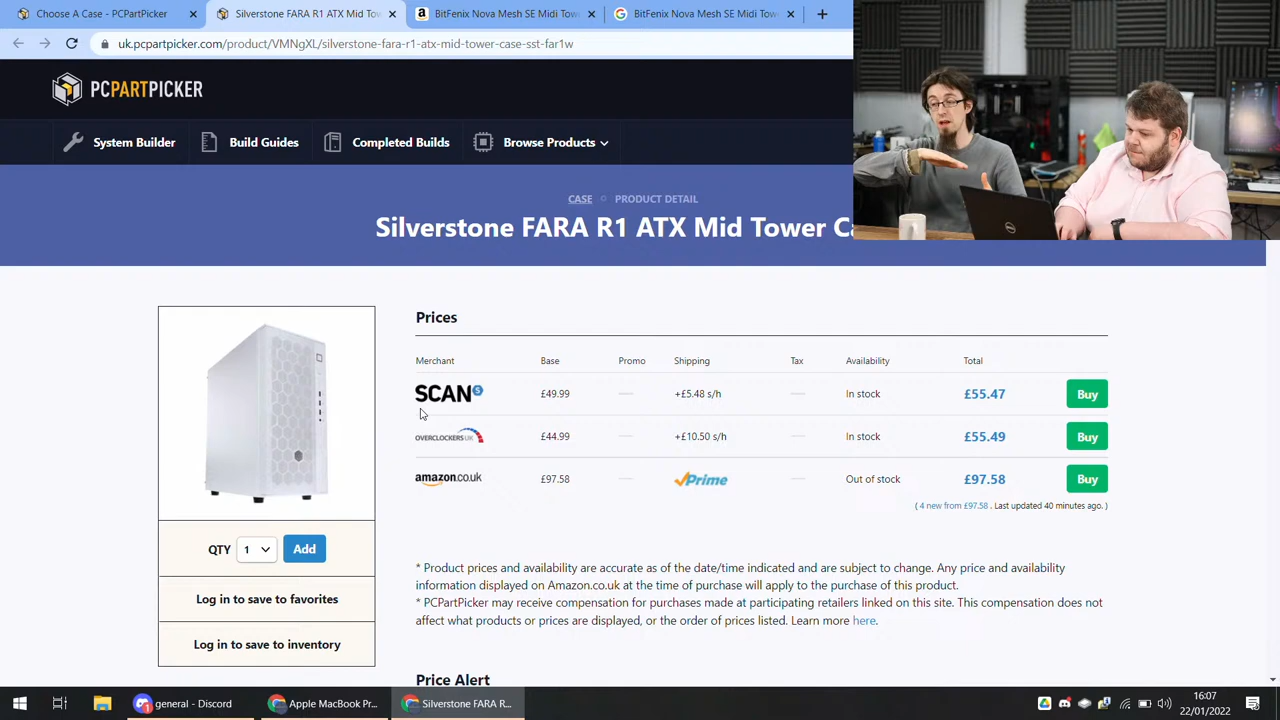 Choose A Case - PCPartPicker
Silverstone FARA R1 ATX Mid Tow
BitFenix Nova Mesh SE Midi Tow
BitFenix Nova Mesh SE Midi Tow
uk.pcpartpicker.com/product/VMNgXL/silverstone-fara-r1-atx-mid-tower-case-sst-far1w
PCPARTPICKER
System Builder
Build Guides
Completed Builds
Browse Products
CASE
PRODUCT DETAIL
Silverstone FARA R1 ATX Mid Tower Ca
Prices
Merchant Base Promo Shipping Tax Availability Total
SCAN S £49.99 — +£5.48 s/h — In stock £55.47 Buy
OVERCLOCKERS UK £44.99 — +£10.50 s/h — In stock £55.49 Buy
amazon.co.uk £97.58 Prime Out of stock £97.58 Buy
( 4 new from £97.58 . Last updated 40 minutes ago. )
QTY 1 Add
Log in to save to favorites
Log in to save to inventory
* Product prices and availability are accurate as of the date/time indicated and are subject to change. Any price and availability
information displayed on Amazon.co.uk at the time of purchase will apply to the purchase of this product.
* PCPartPicker may receive compensation for purchases made at participating retailers linked on this site. This compensation does not
affect what products or prices are displayed, or the order of prices listed. Learn more here.
Price Alert
general - Discord
Apple MacBook Pro
Silverstone FARA R...
16:07
22/01/2022